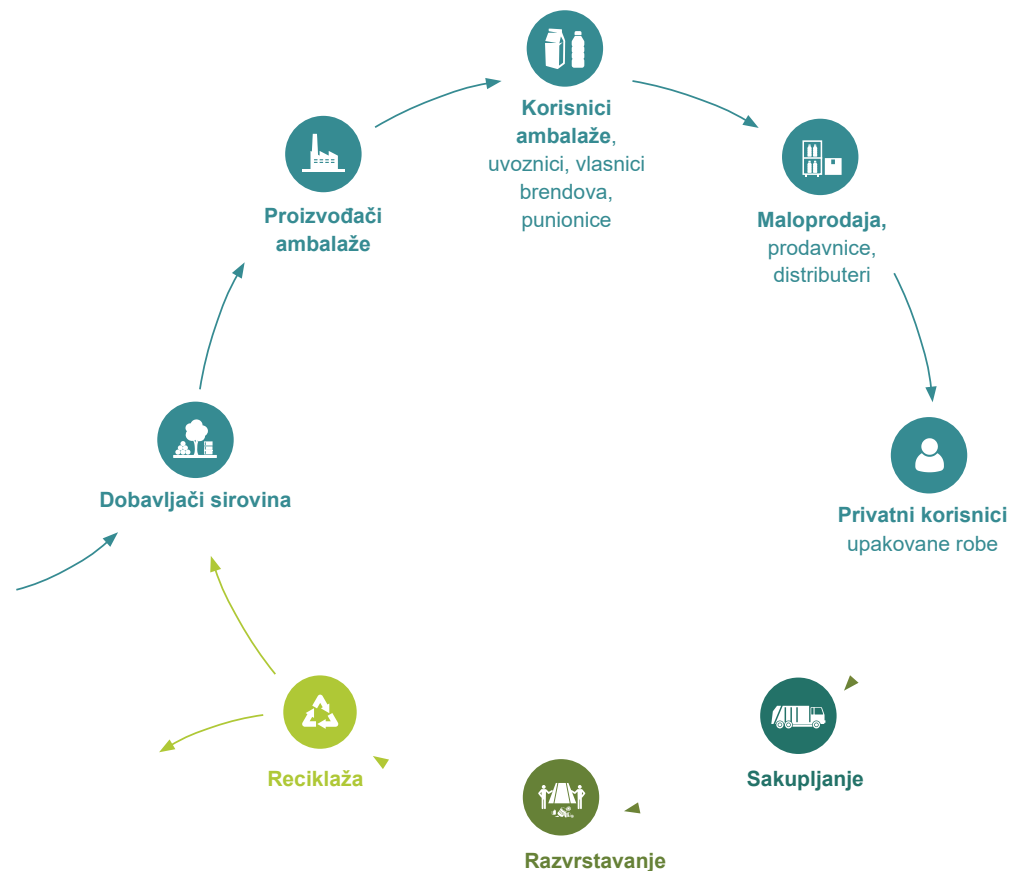 Korisnici
ambalaže,
uvoznici, vlasnici
brendova,
punionice
Proizvođači
ambalaže
Maloprodaja,
prodavnice,
distributeri
Dobavljači sirovina
Privatni korisnici
upakovane robe
Reciklaža
Sakupljanje
Razvrstavanje